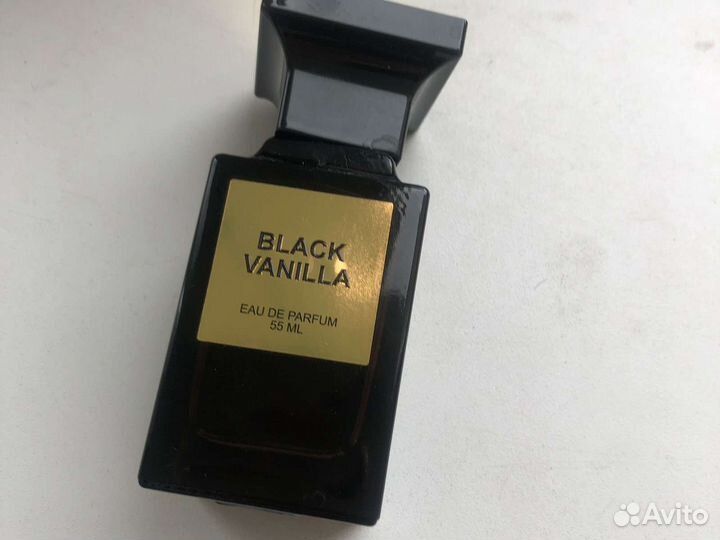 BLACK
VANILLA
EAU DE PARFUM
55 ML
Avito